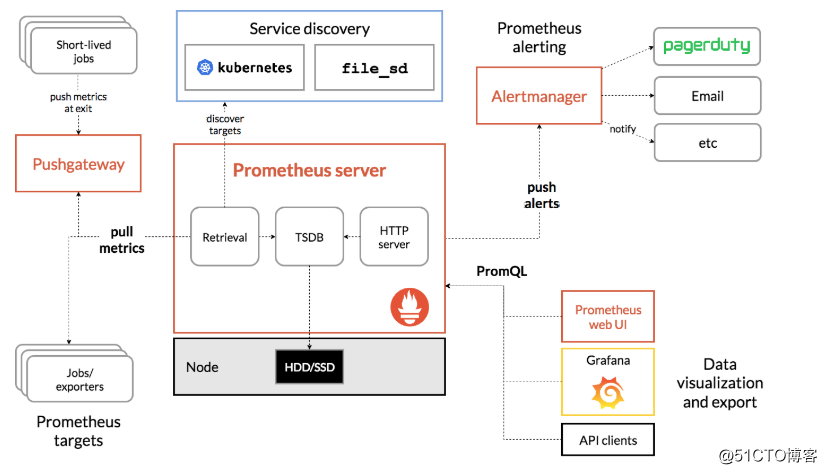 Short-lived
jobs
push metrics
at exit
Pushgateway
Service discovery
kubernetes
file_sd
discover
targets
Prometheus
alerting
Alertmanager
pagerduty
Email
etc
notify
Prometheus server
Retrieval
TSDB
HTTP
server
pull
metrics
push
alerts
Node
HDD/SSD
Jobs/
exporters
Prometheus
targets
PromQL
Prometheus
web UI
Grafana
API clients
Data
visualization
and export
@51CTO博客